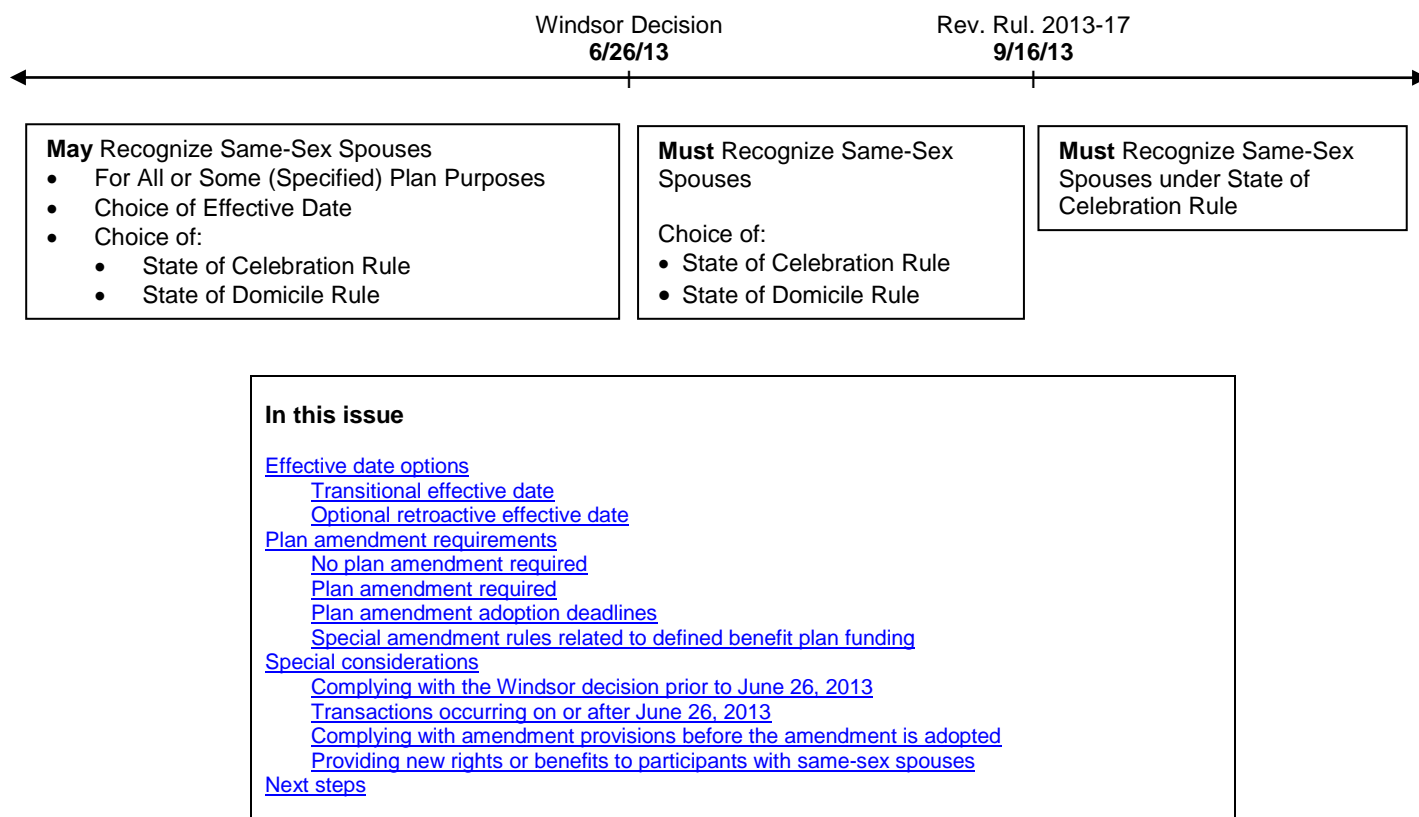 Windsor Decision
6/26/13
Rev. Rul. 2013-17
9/16/13
May Recognize Same-Sex Spouses
• For All or Some (Specified) Plan Purposes
• Choice of Effective Date
• Choice of:
• State of Celebration Rule
• State of Domicile Rule
Must Recognize Same-Sex
Spouses
Choice of:
• State of Celebration Rule
• State of Domicile Rule
Must Recognize Same-Sex
Spouses under State of
Celebration Rule
In this issue
Effective date options
Transitional effective date
Optional retroactive effective date
Plan amendment requirements
No plan amendment required
Plan amendment required
Plan amendment adoption deadlines
Special amendment rules related to defined benefit plan funding
Special considerations
Complying with the Windsor decision prior to June 26, 2013
Transactions occurring on or after June 26, 2013
Complying with amendment provisions before the amendment is adopted
Providing new rights or benefits to participants with same-sex spouses
Next steps